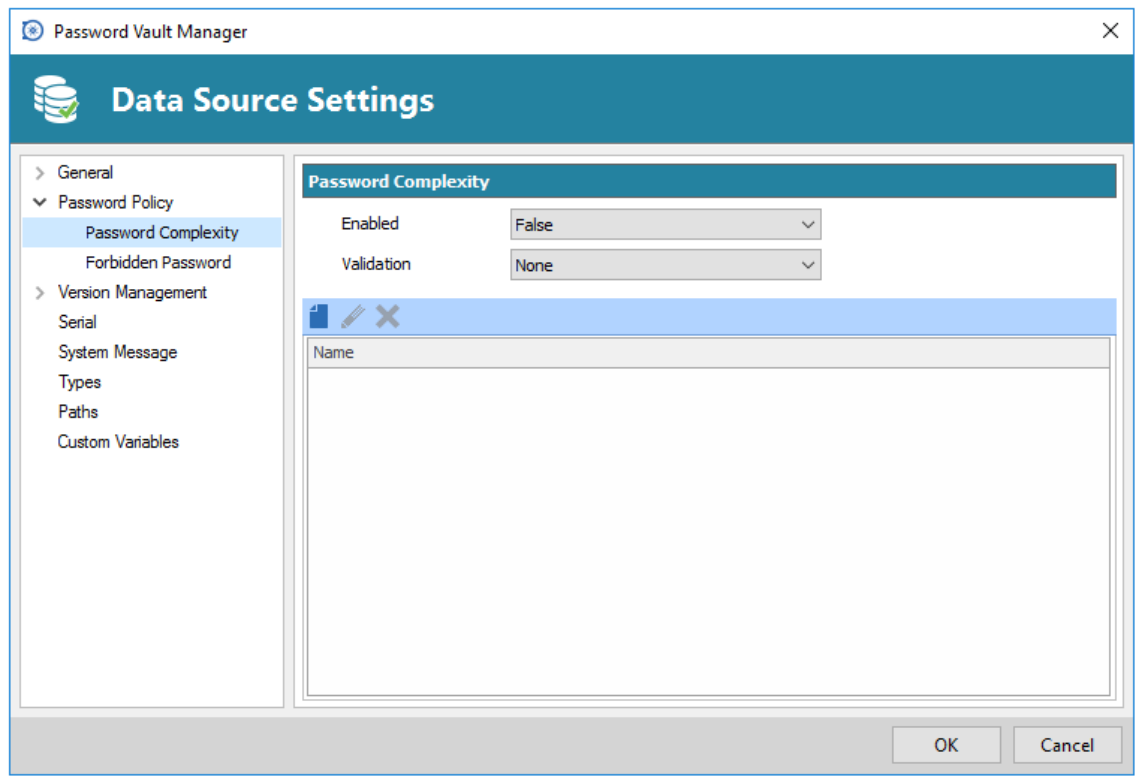 Password Vault Manager
Data Source Settings
General
Password Policy
Password Complexity
Forbidden Password
Version Management
Serial
System Message
Types
Paths
Custom Variables
Password Complexity
Enabled False
Validation None
Name
OK Cancel